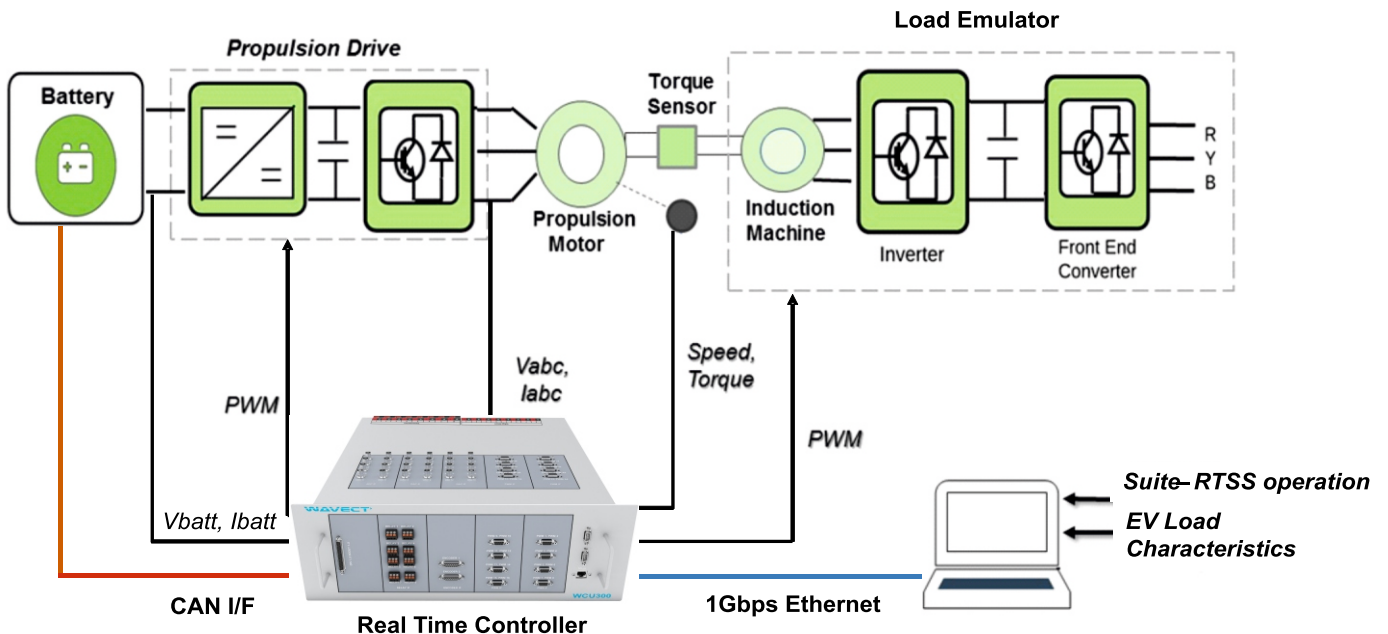 Load Emulator
Propulsion Drive
Battery
Torque
Sensor
R
Y
B
Propulsion
Motor
Induction
Machine
Inverter
Front End
Converter
Vabc,
Iabc
Speed,
Torque
PWM
PWM
Suite–RTSS operation
EV Load
Characteristics
Vbatt, Ibatt
WAVECT
WCU300
CAN I/F
1Gbps Ethernet
Real Time Controller